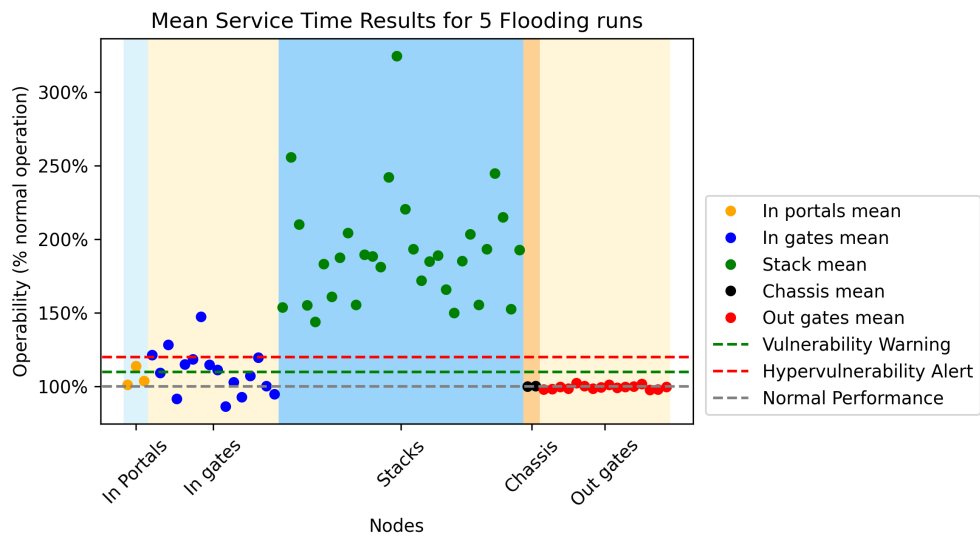 Mean Service Time Results for 5 Flooding runs
Operability (% normal operation)
300%
250%
200%
150%
100%
In Portals
In gates
Stacks
Chassis
Out gates
Nodes
In portals mean
In gates mean
Stack mean
Chassis mean
Out gates mean
Vulnerability Warning
Hypervulnerability Alert
Normal Performance